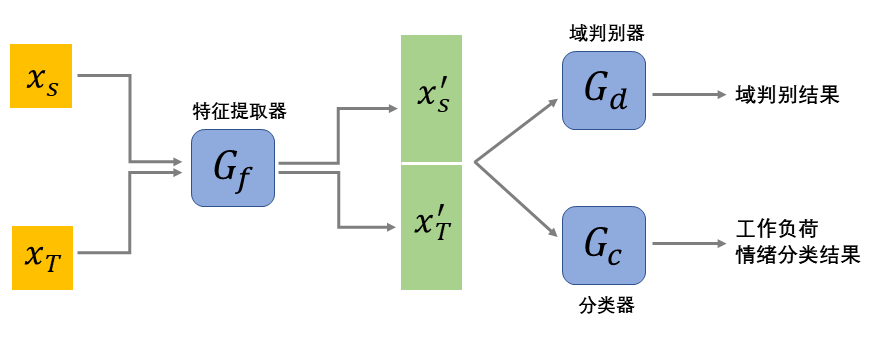 x_s
x_T
特征提取器
G_f
x'_s
x'_T
域判别器
G_d
域判别结果
G_c
分类器
工作负荷
情绪分类结果